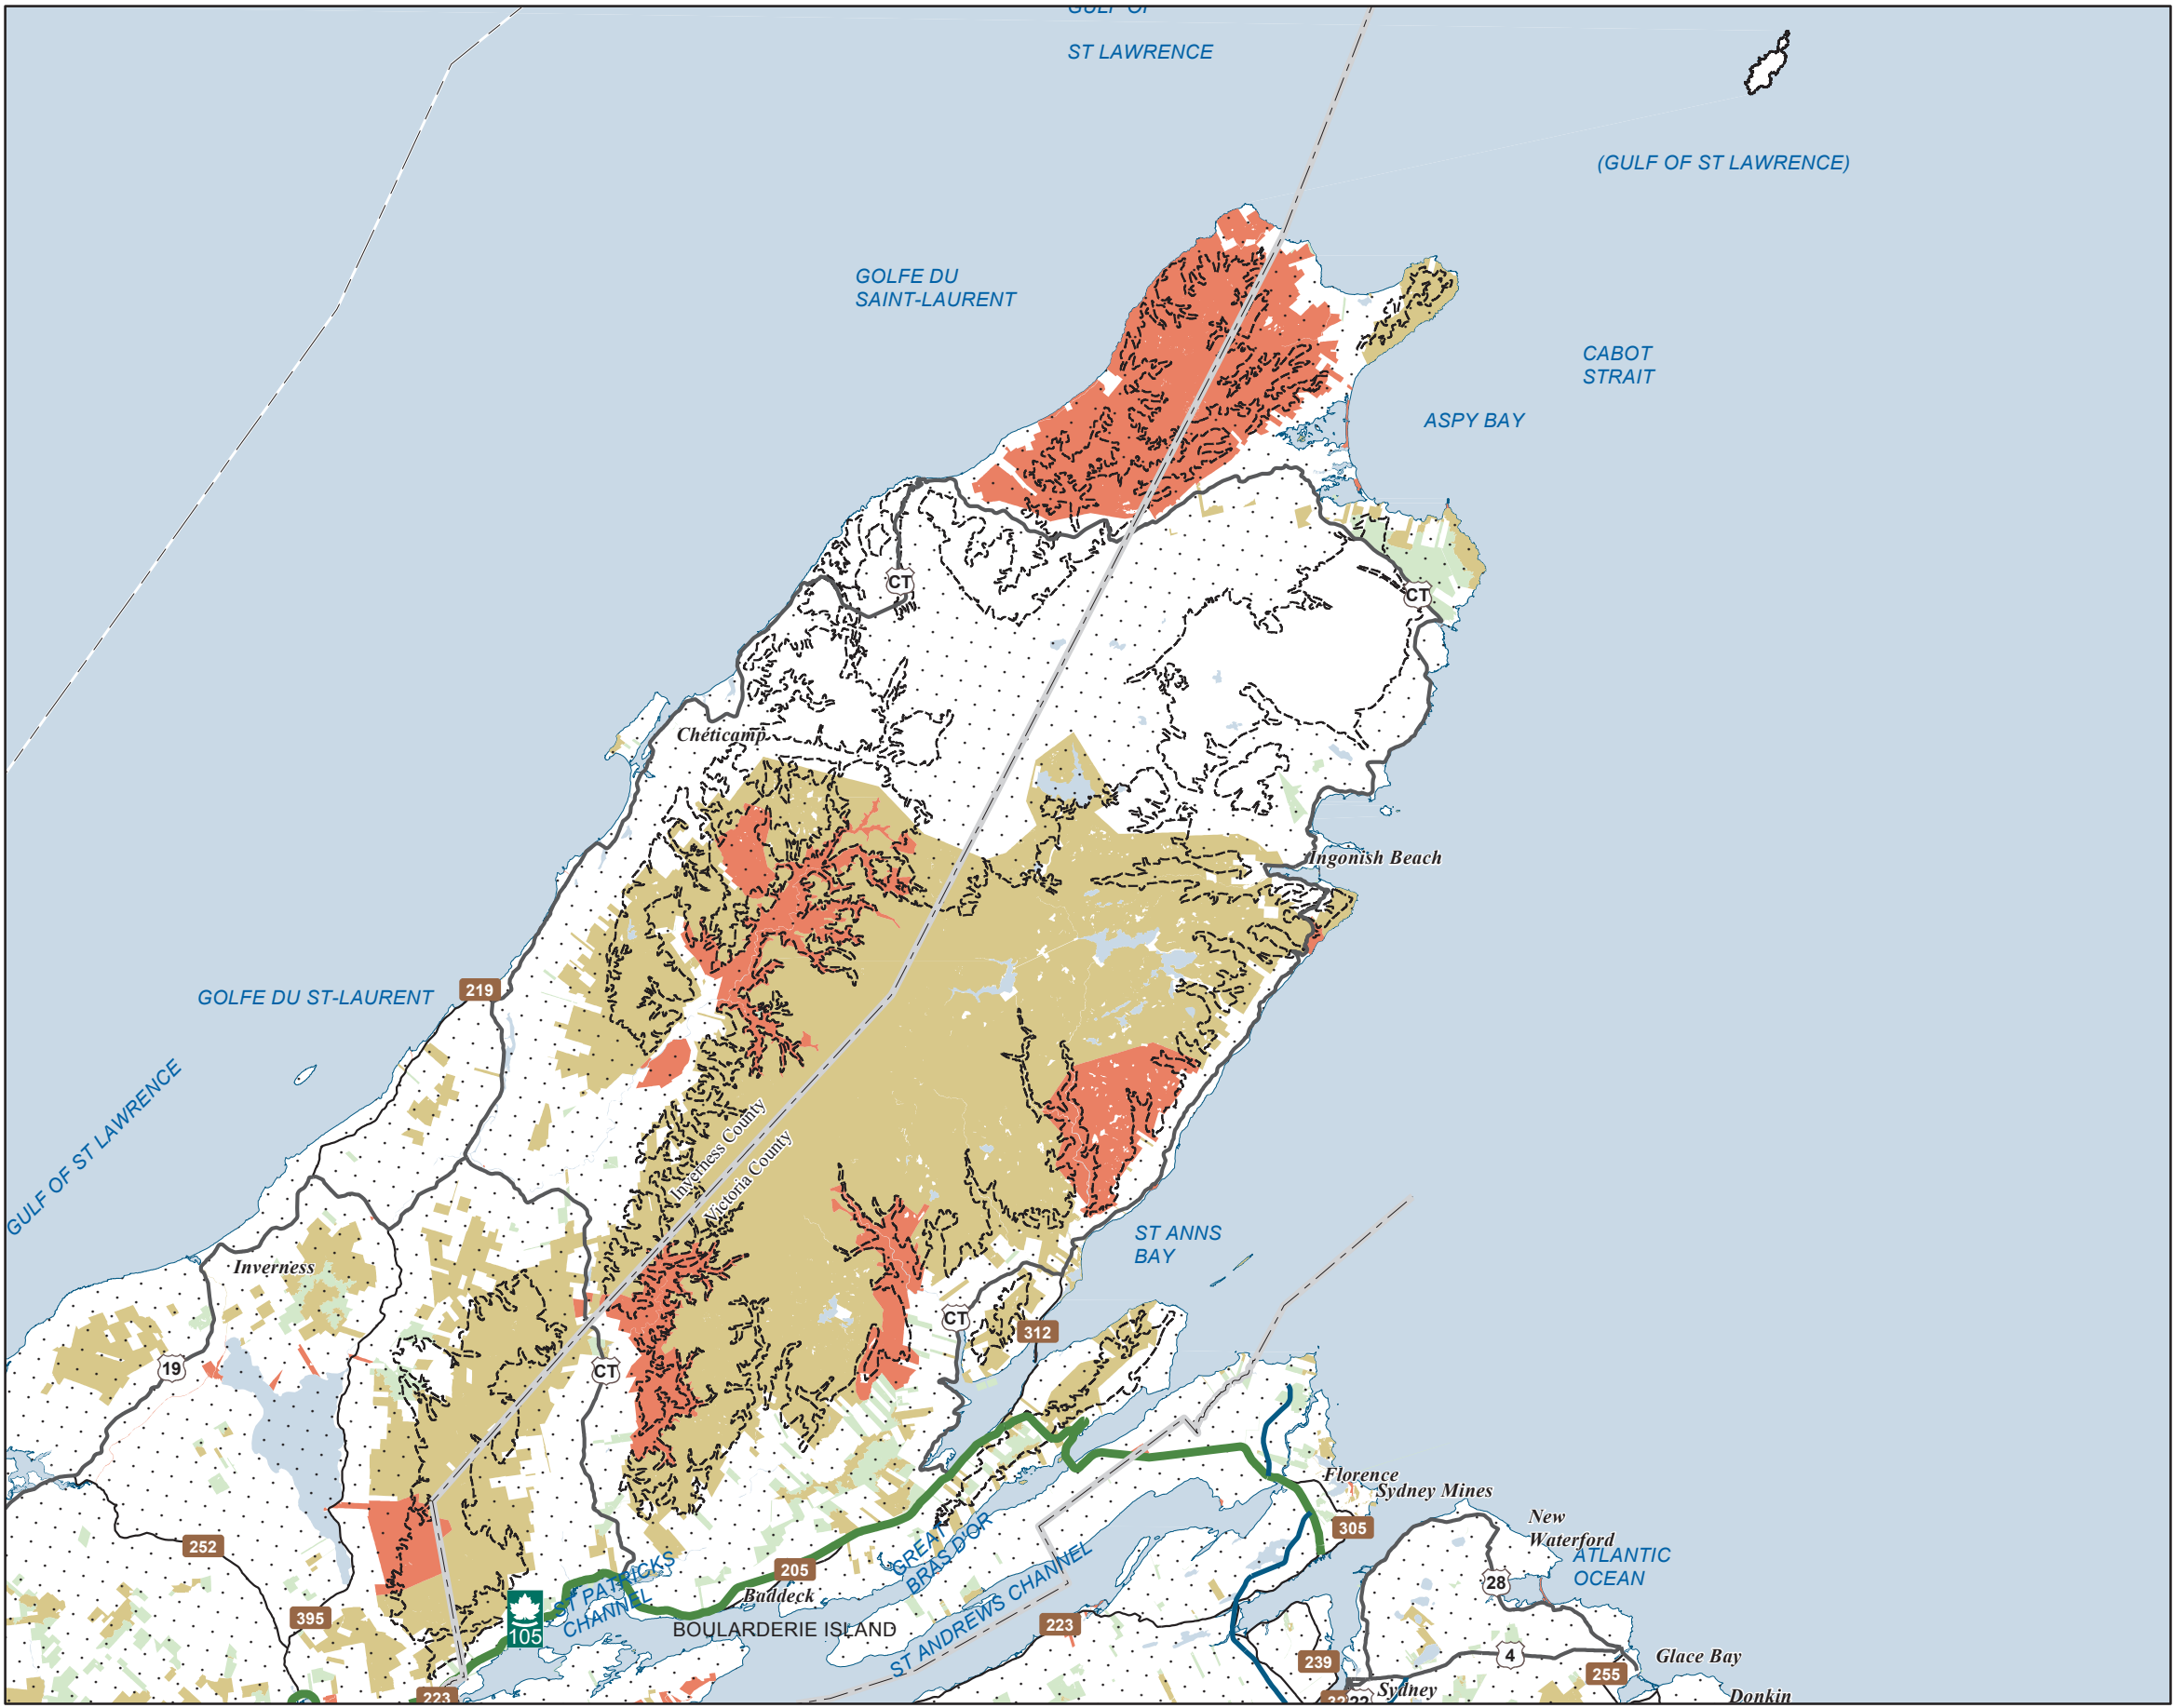 GULF OF
ST LAWRENCE
(GULF OF ST LAWRENCE)
GOLFE DU
SAINT-LAURENT
CABOT
STRAIT
ASPY BAY
CT
CT
Chéticamp
Ingonish Beach
219
GOLFE DU ST-LAURENT
GULF OF ST LAWRENCE
Inverness County
Victoria County
ST ANNS
BAY
Inverness
CT
312
19
CT
Florence
Sydney Mines
New
Waterford
305
252
ATLANTIC
OCEAN
GREAT
BRAS D'OR
205
28
ST PATRICKS
CHANNEL
Baddeck
105
395
BOULARDERIE ISLAND
ST ANDREWS CHANNEL
223
239
4
Glace Bay
255
223
Sydney
22
Donkin